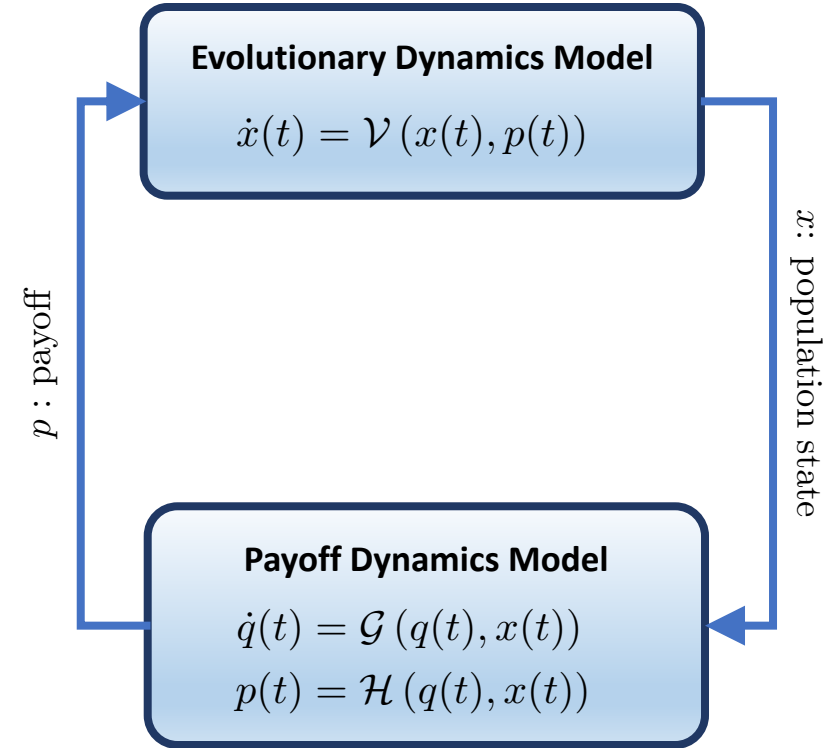 Evolutionary Dynamics Model
ẋ(t) = 𝒱 (x(t), p(t))
p : payoff
x: population state
Payoff Dynamics Model
q̇(t) = 𝒢 (q(t), x(t))
p(t) = ℋ (q(t), x(t))